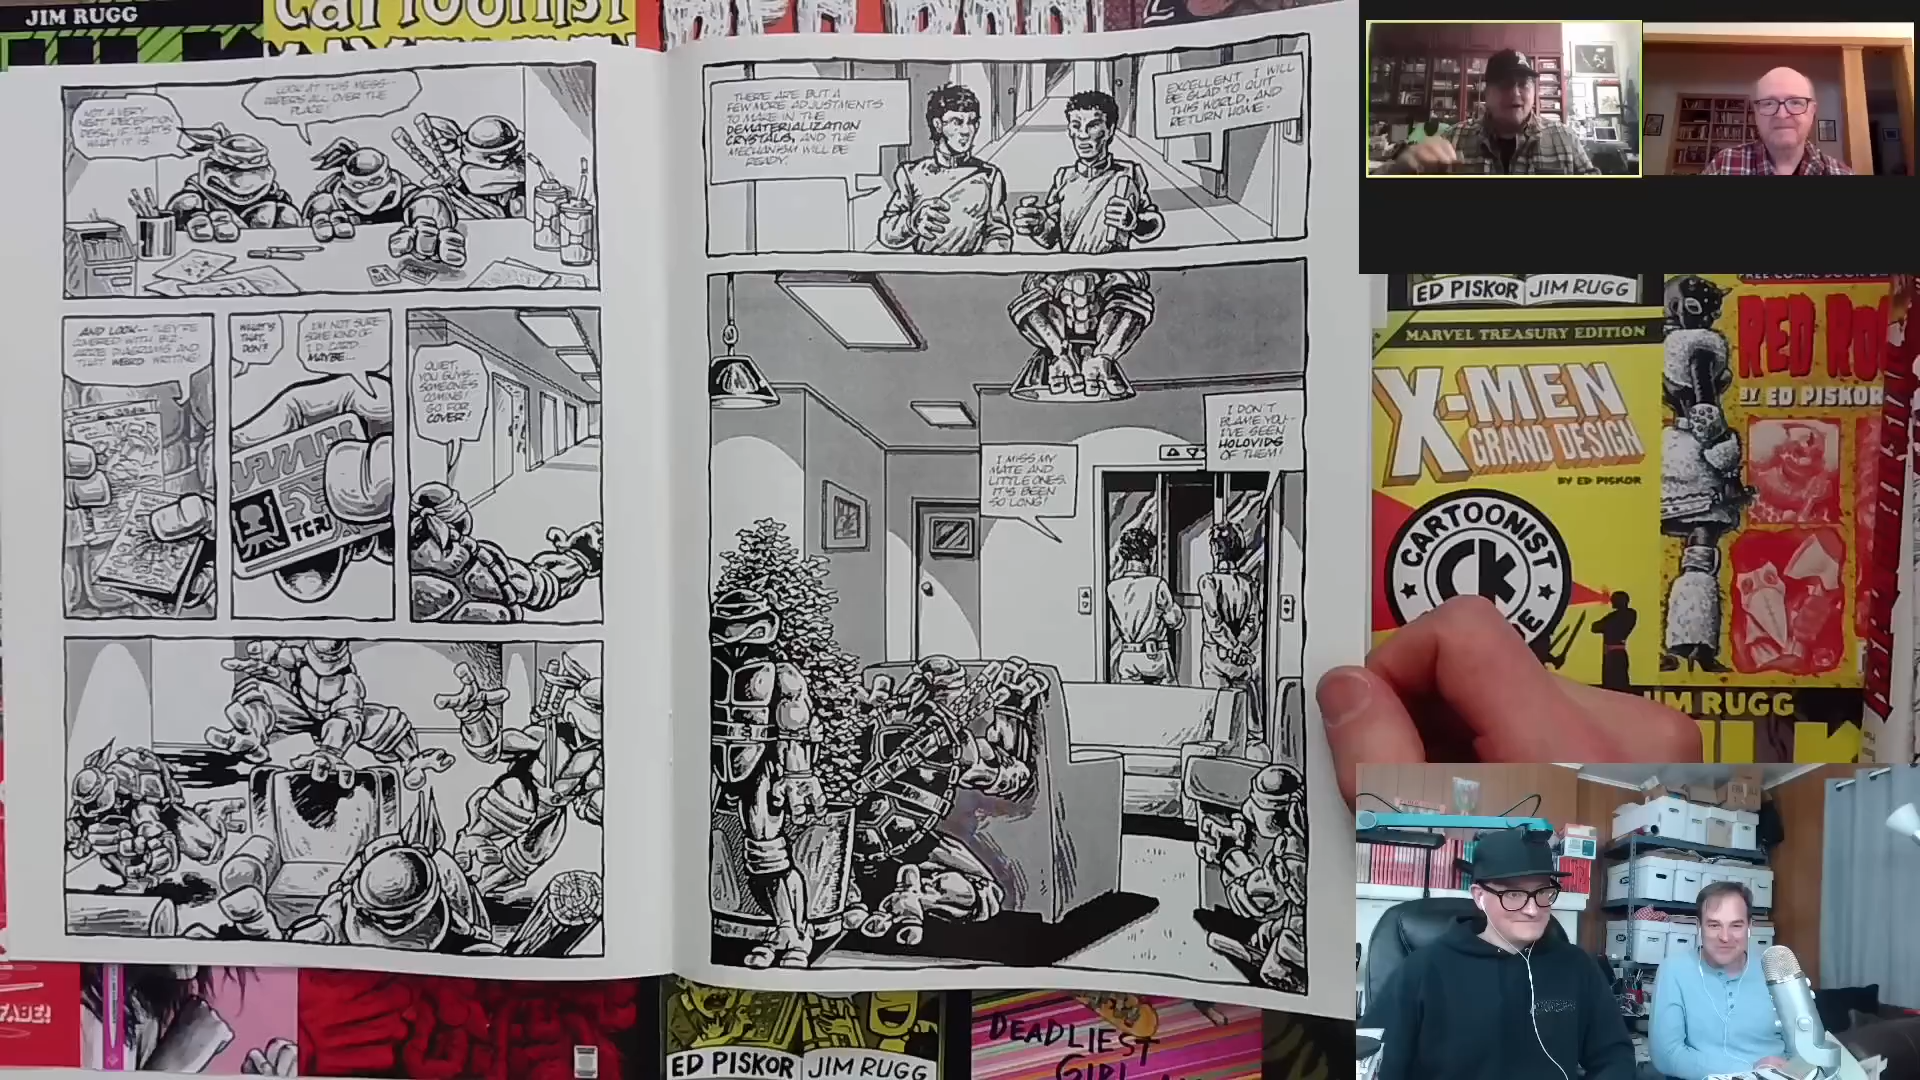 JIM RUGG
Cartoonist
RED ROOM
NOT A VERY
NEAT RECEPTION
DESK, IF THAT'S
WHAT IT IS.
LOOK AT THIS MESS--
PAPERS ALL OVER THE
PLACE!
AND LOOK-- THEY'RE
COVERED WITH BIZ-
ARRE DIAGRAMS AND
THAT WEIRD WRITING!
WHAT'S
THAT,
DON?
I'M NOT SURE--
SOME KIND OF
I.D. CARD--
MAYBE...
TCRI
QUIET,
YOU GUYS--
SOMEONE'S
COMING!
GO FOR
COVER!
THERE ARE BUT A
FEW MORE ADJUSTMENTS
TO MAKE IN THE
DEMATERIALIZATION
CRYSTALS, AND THE
MECHANISM WILL BE
READY.
EXCELLENT. I WILL
BE GLAD TO QUIT
THIS WORLD, AND
RETURN HOME.
I MISS MY
MATE AND
LITTLE ONES.
IT'S BEEN
SO LONG!
I DON'T
BLAME YOU--
I'VE SEEN
HOLOVIDS
OF THEM!
ED PISKOR JIM RUGG
MARVEL TREASURY EDITION
X-MEN
GRAND DESIGN
BY ED PISKOR
CARTOONIST
CK
FREE COMIC BOOK
RED RO
BY ED PISKOR
JIM RUGG
FABE!
ED PISKOR JIM RUGG
DEADLIEST
GIRL